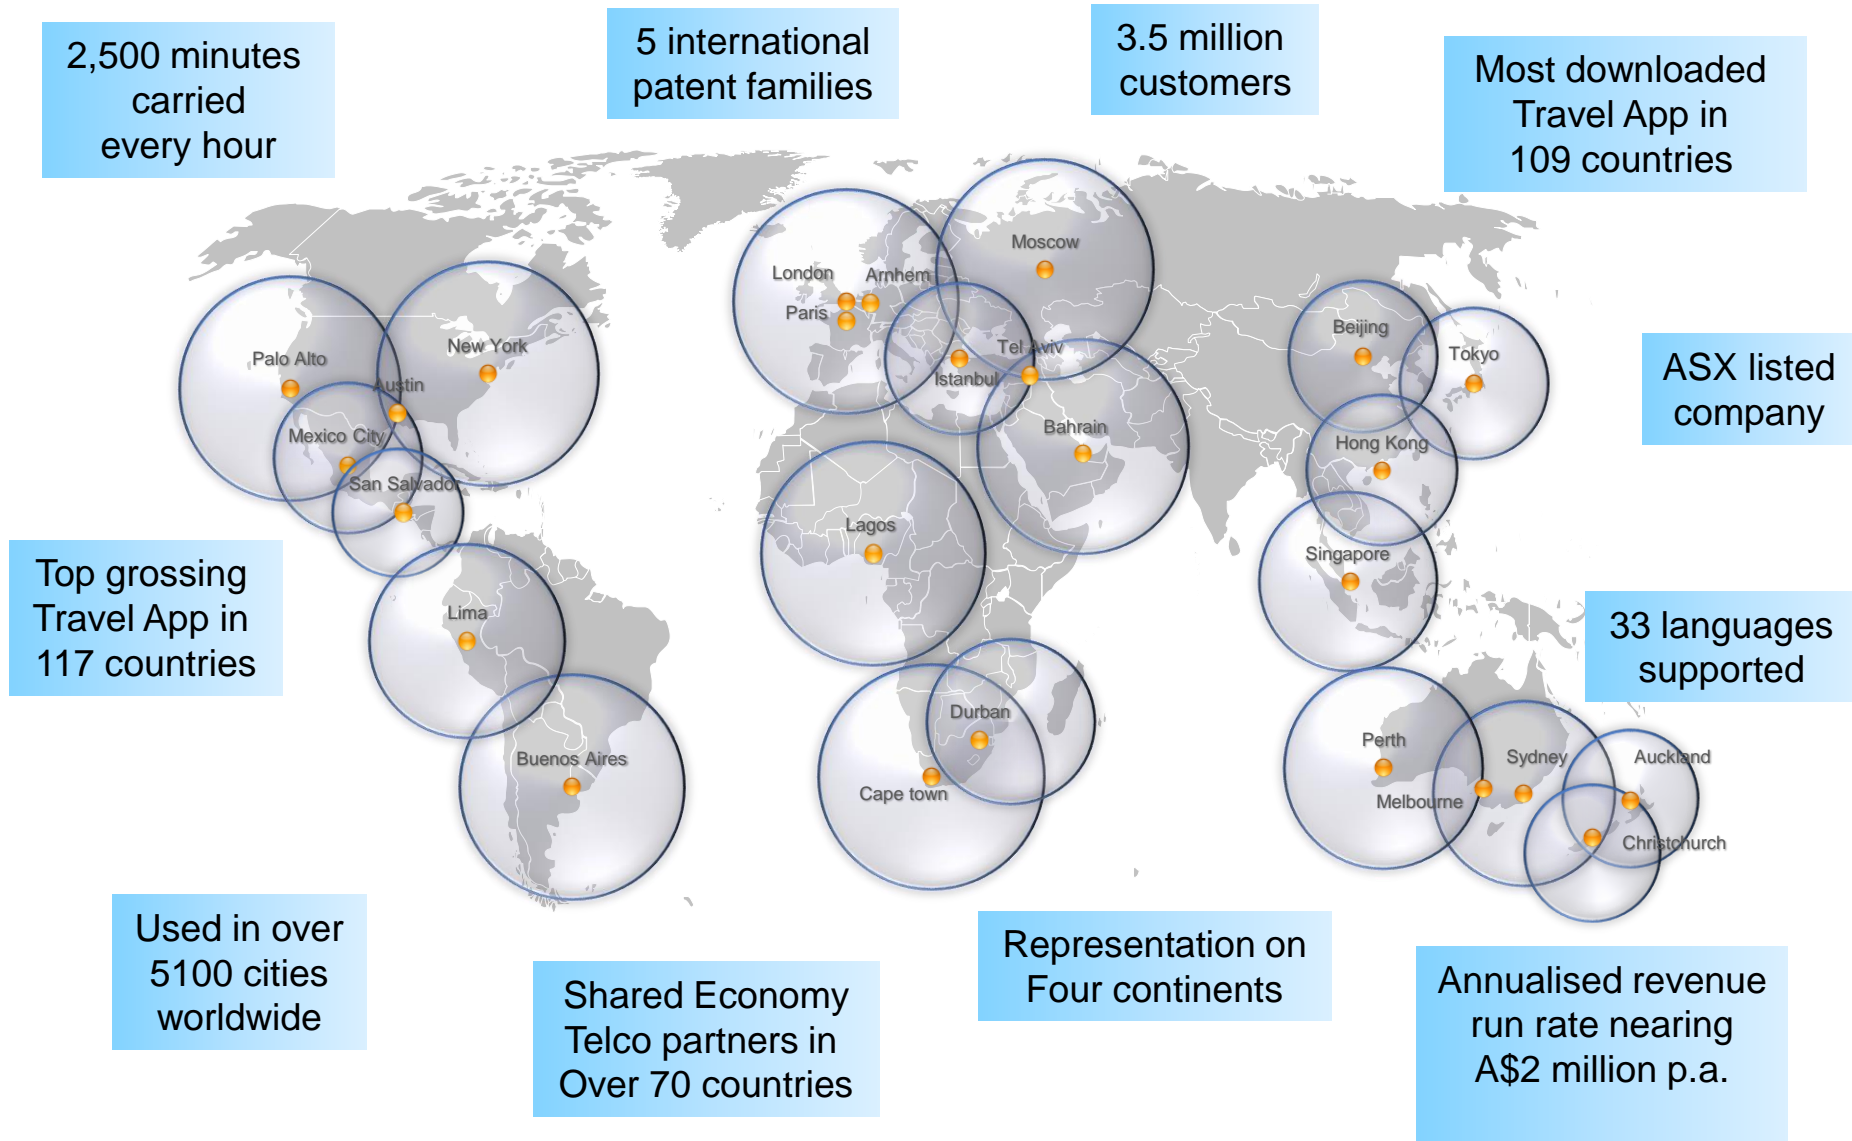 2,500 minutes
carried
every hour
5 international
patent families
3.5 million
customers
Most downloaded
Travel App in
109 countries
Moscow
London
Arnhem
Paris
Beijing
Tokyo
New York
Palo Alto
Austin
Tel Aviv
Istanbul
ASX listed
company
Mexico City
San Salvador
Bahrain
Hong Kong
Lagos
Singapore
Top grossing
Travel App in
117 countries
Lima
33 languages
supported
Durban
Buenos Aires
Cape town
Perth
Sydney
Auckland
Melbourne
Christchurch
Used in over
5100 cities
worldwide
Shared Economy
Telco partners in
Over 70 countries
Representation on
Four continents
Annualised revenue
run rate nearing
A$2 million p.a.